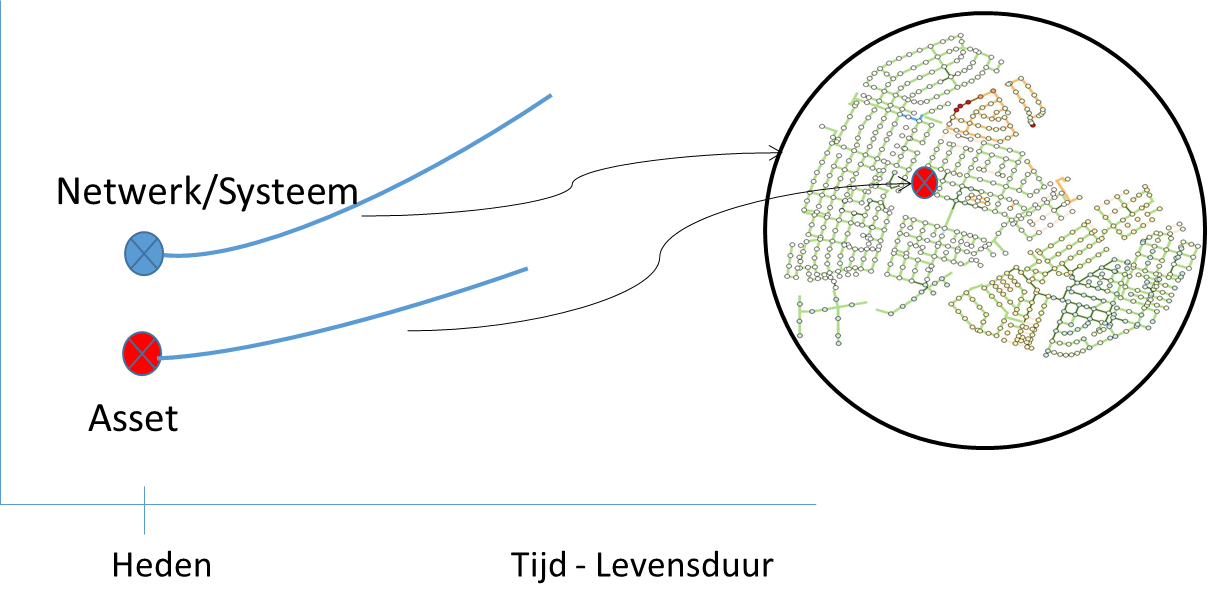 Netwerk/Systeem
Asset
Heden
Tijd - Levensduur